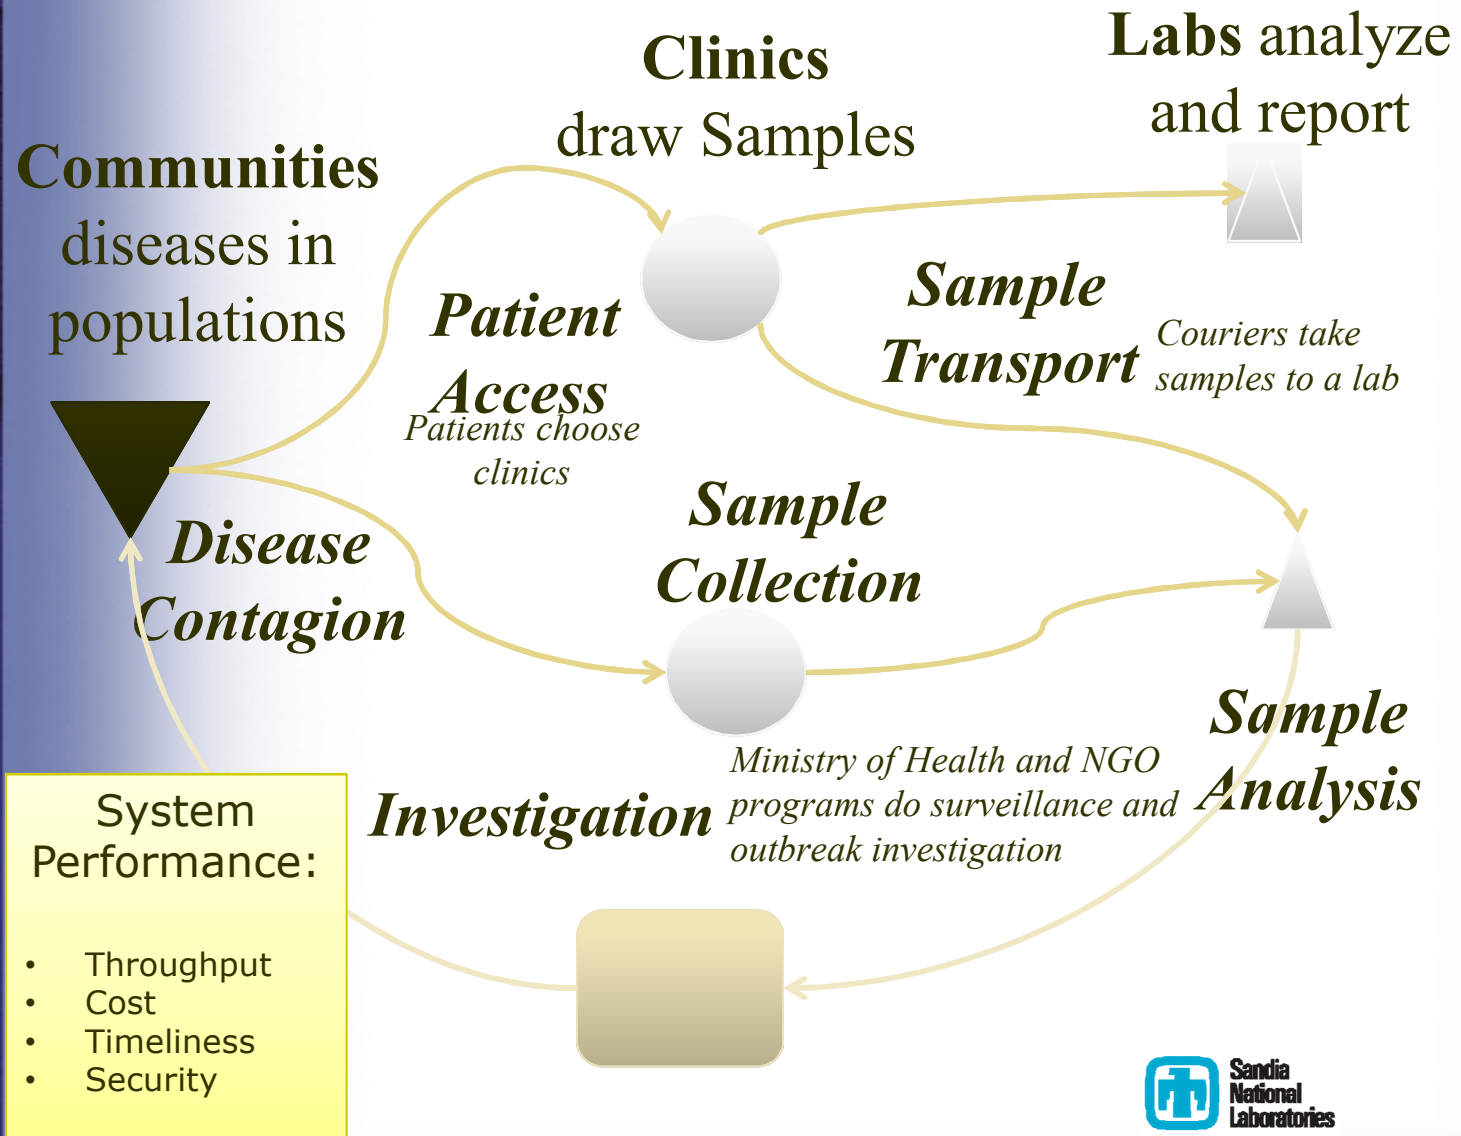 Communities
diseases in
populations
Clinics
draw Samples
Labs analyze
and report
Patient
Access
Patients choose
clinics
Sample
Transport
Couriers take
samples to a lab
Disease
Contagion
Sample
Collection
Sample
Analysis
Investigation
Ministry of Health and NGO
programs do surveillance and
outbreak investigation
System
Performance:
• Throughput
• Cost
• Timeliness
• Security
Sandia
National
Laboratories